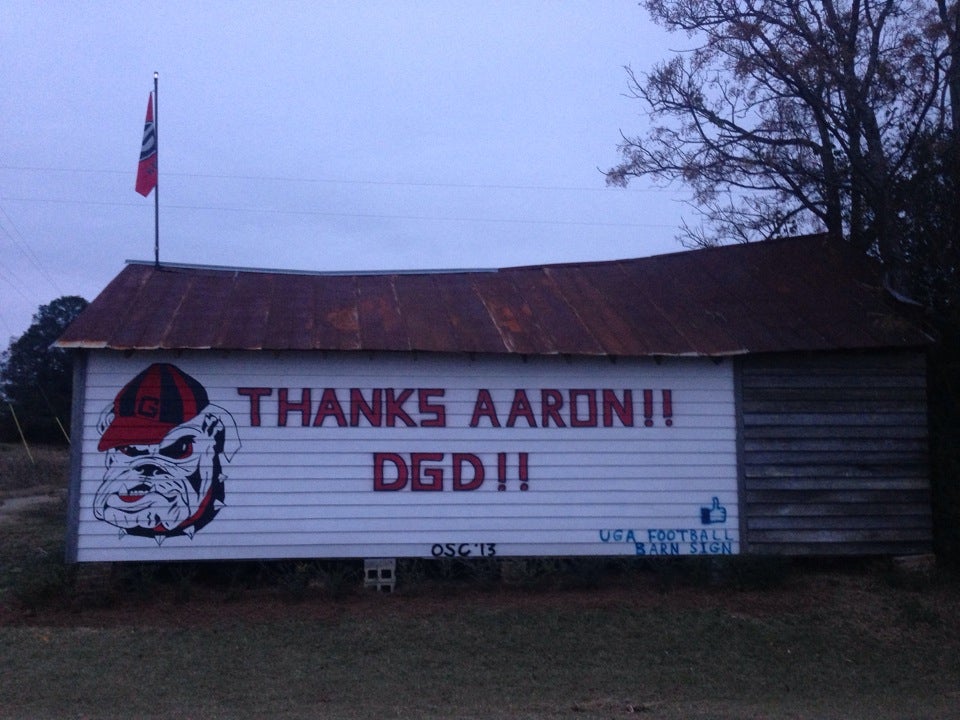 G
THANKS AARON!!
DGD!!
UGA FOOTBALL
BARN SIGN
OSC '13